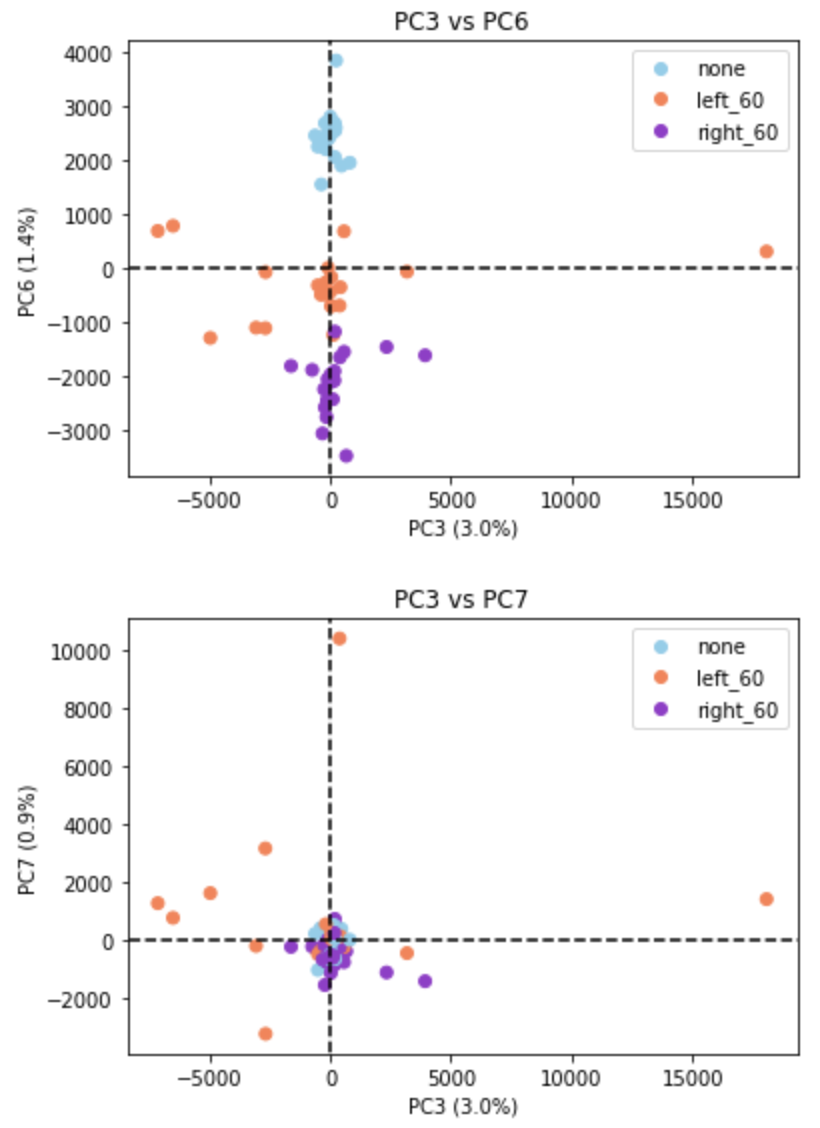 PC3 vs PC6
4000
3000
2000
1000
0
−1000
−2000
−3000
PC6 (1.4%)
none
left_60
right_60
−5000 0 5000 10000 15000
PC3 (3.0%)
PC3 vs PC7
10000
8000
6000
4000
2000
0
−2000
PC7 (0.9%)
none
left_60
right_60
−5000 0 5000 10000 15000
PC3 (3.0%)